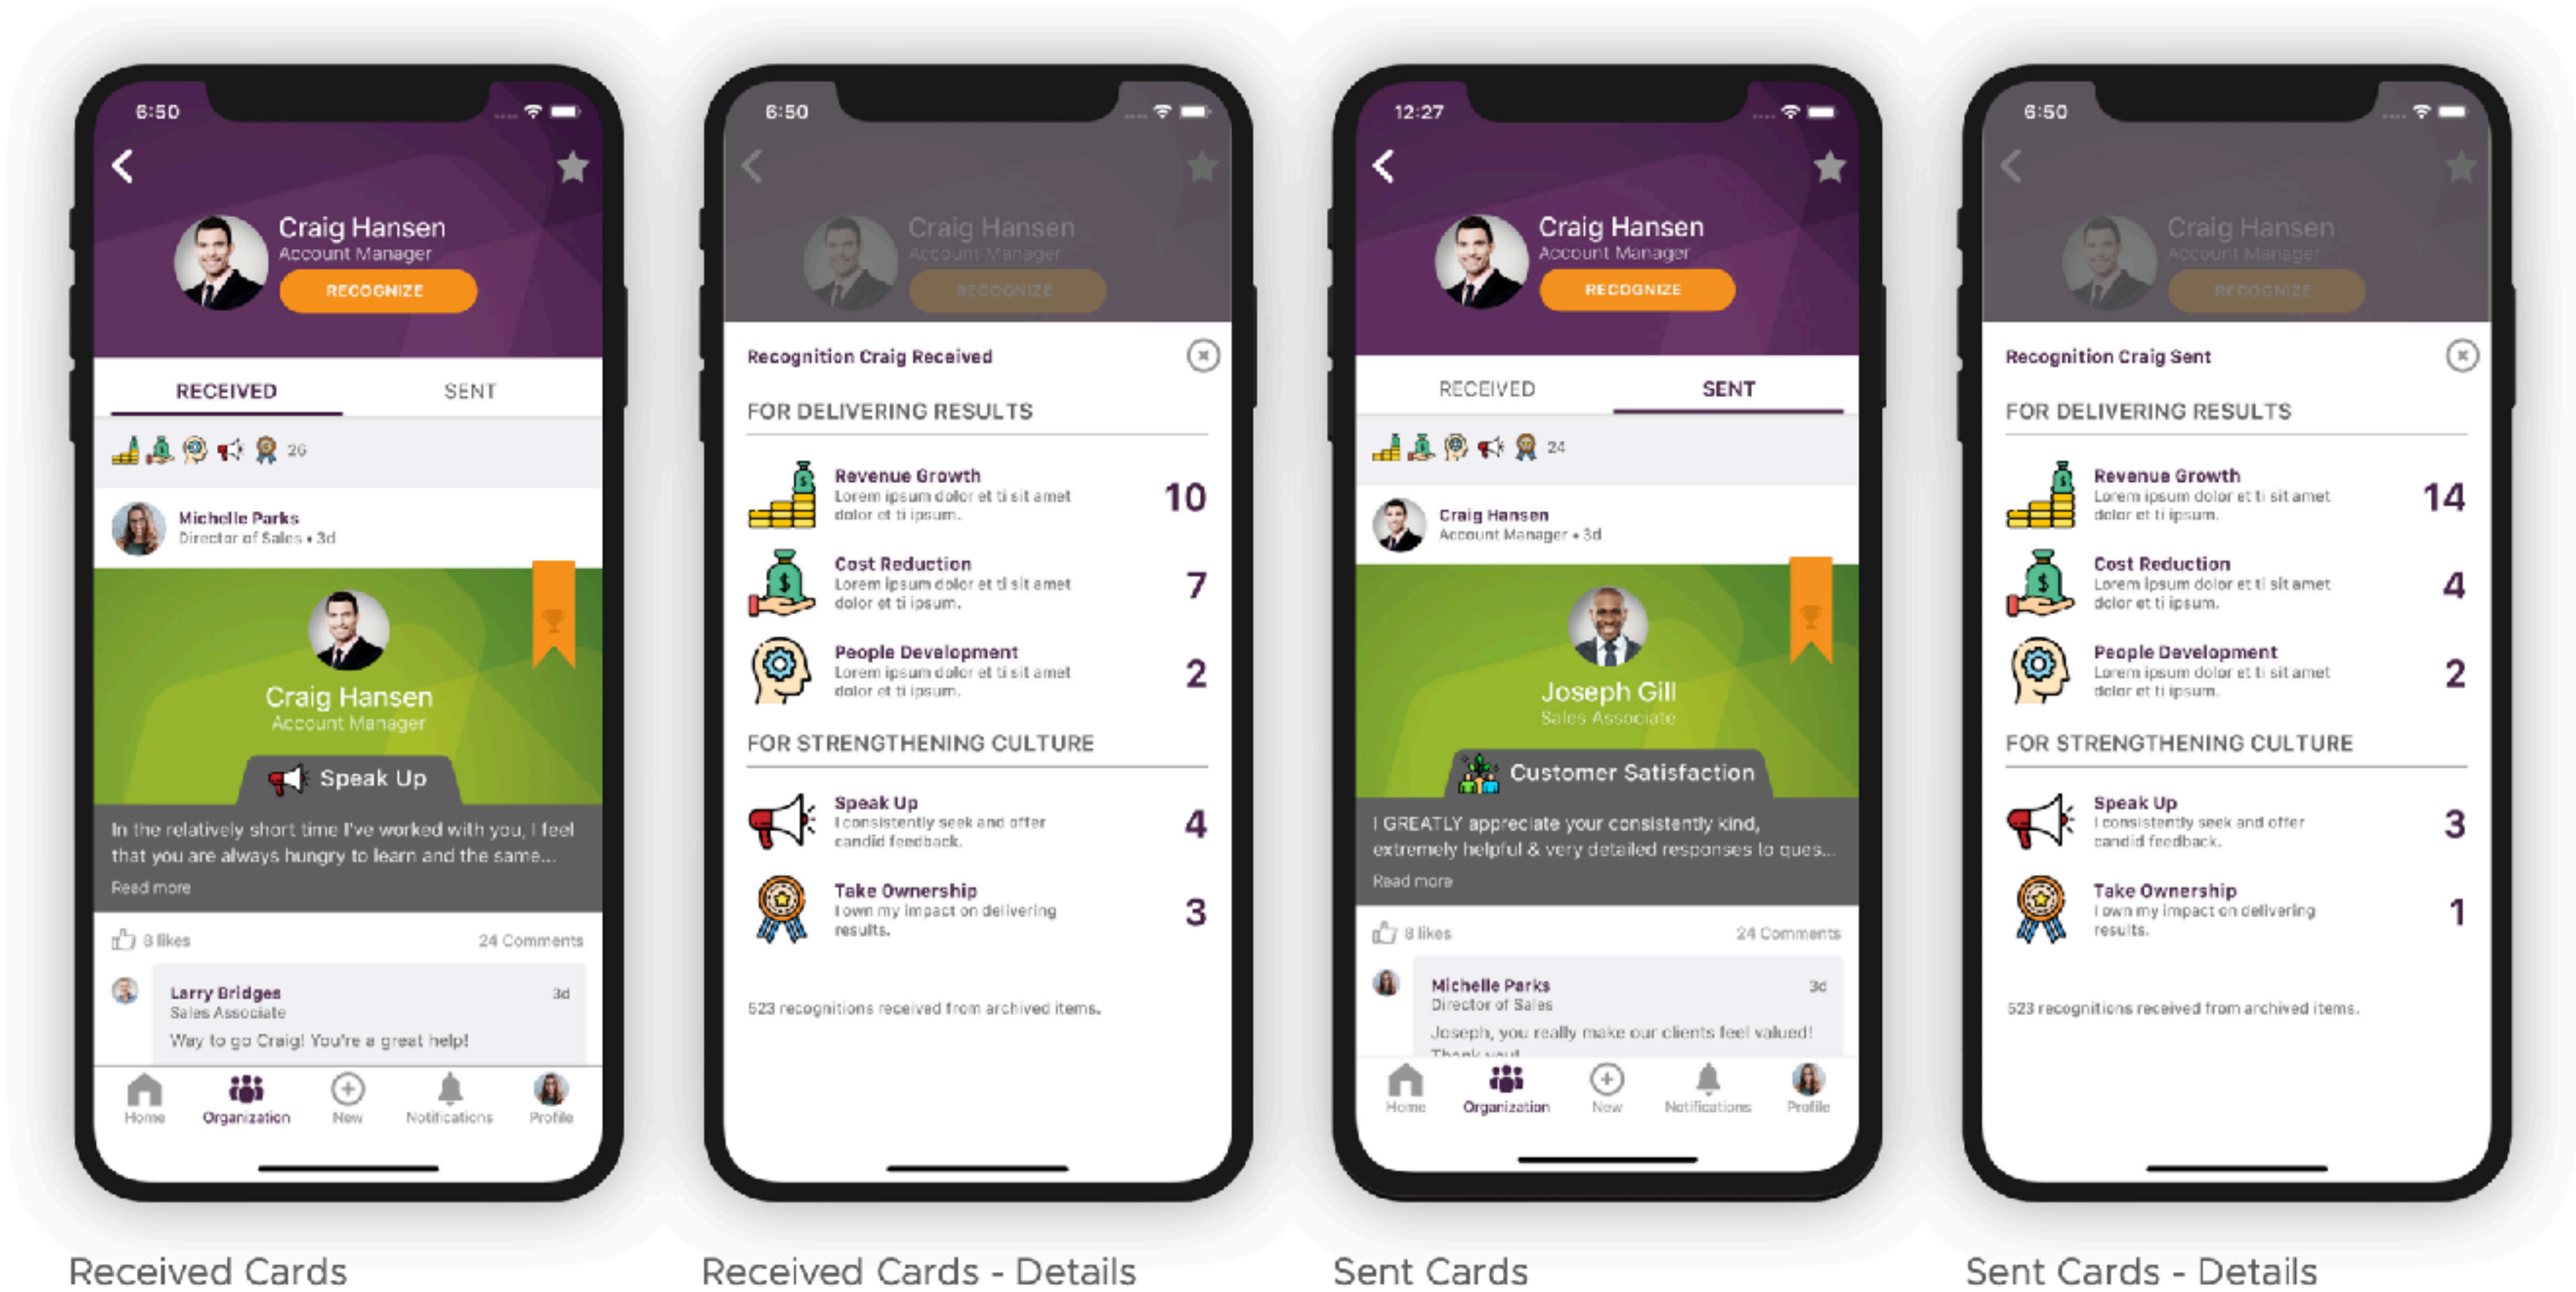 6:50
Craig Hansen
Account Manager
RECOGNIZE
RECEIVED SENT
26
Michelle Parks
Director of Sales • 3d
Craig Hansen
Account Manager
Speak Up
In the relatively short time I've worked with you, I feel
that you are always hungry to learn and the same...
Read more
8 likes 24 Comments
Larry Bridges 3d
Sales Associate
Way to go Craig! You're a great help!
Home Organization New Notifications Profile
Received Cards
6:50
Craig Hansen
Account Manager
RECOGNIZE
Recognition Craig Received
FOR DELIVERING RESULTS
Revenue Growth
Lorem ipsum dolor et ti sit amet
dolor et ti ipsum.
10
Cost Reduction
Lorem ipsum dolor et ti sit amet
dolor et ti ipsum.
7
People Development
Lorem ipsum dolor et ti sit amet
dolor et ti ipsum.
2
FOR STRENGTHENING CULTURE
Speak Up
I consistently seek and offer
candid feedback.
4
Take Ownership
I own my impact on delivering
results.
3
523 recognitions received from archived items.
Received Cards - Details
12:27
Craig Hansen
Account Manager
RECOGNIZE
RECEIVED SENT
24
Craig Hansen
Account Manager • 3d
Joseph Gill
Sales Associate
Customer Satisfaction
I GREATLY appreciate your consistently kind,
extremely helpful & very detailed responses to ques...
Read more
8 likes 24 Comments
Michelle Parks 3d
Director of Sales
Joseph, you really make our clients feel valued!
Thank you!
Home Organization New Notifications Profile
Sent Cards
6:50
Craig Hansen
Account Manager
RECOGNIZE
Recognition Craig Sent
FOR DELIVERING RESULTS
Revenue Growth
Lorem ipsum dolor et ti sit amet
dolor et ti ipsum.
14
Cost Reduction
Lorem ipsum dolor et ti sit amet
dolor et ti ipsum.
4
People Development
Lorem ipsum dolor et ti sit amet
dolor et ti ipsum.
2
FOR STRENGTHENING CULTURE
Speak Up
I consistently seek and offer
candid feedback.
3
Take Ownership
I own my impact on delivering
results.
1
523 recognitions received from archived items.
Sent Cards - Details